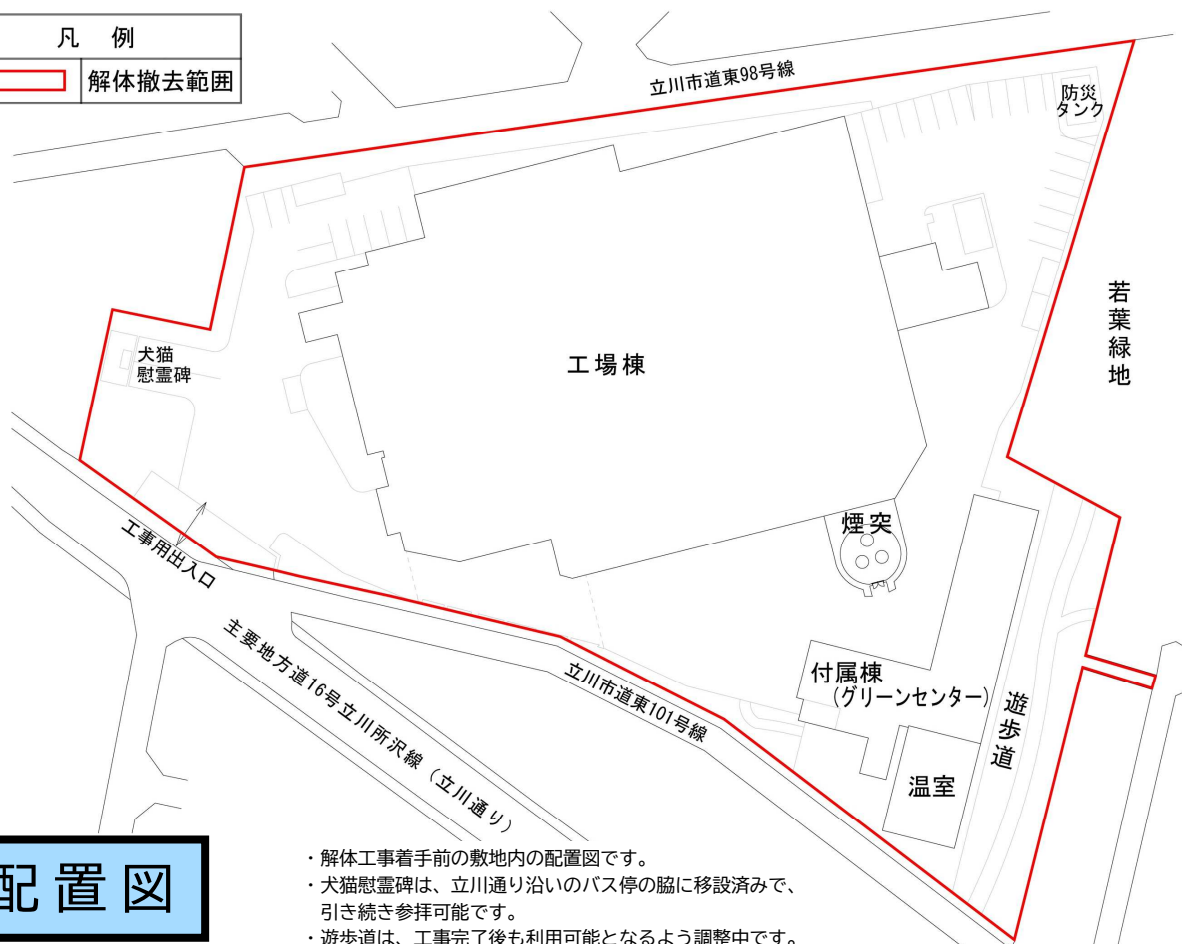 凡 例
解体撤去範囲
立川市道東98号線
防災
タンク
若葉緑地
犬猫
慰霊碑
工場棟
煙突
工事用出入口
主要地方道16号立川所沢線（立川通り）
立川市道東101号線
付属棟
（グリーンセンター）
遊歩道
温室
配置図
・解体工事着手前の敷地内の配置図です。
・犬猫慰霊碑は、立川通り沿いのバス停の脇に移設済みで、
引き続き参拝可能です。
・遊歩道は、工事完了後も利用可能となるよう調整中です。